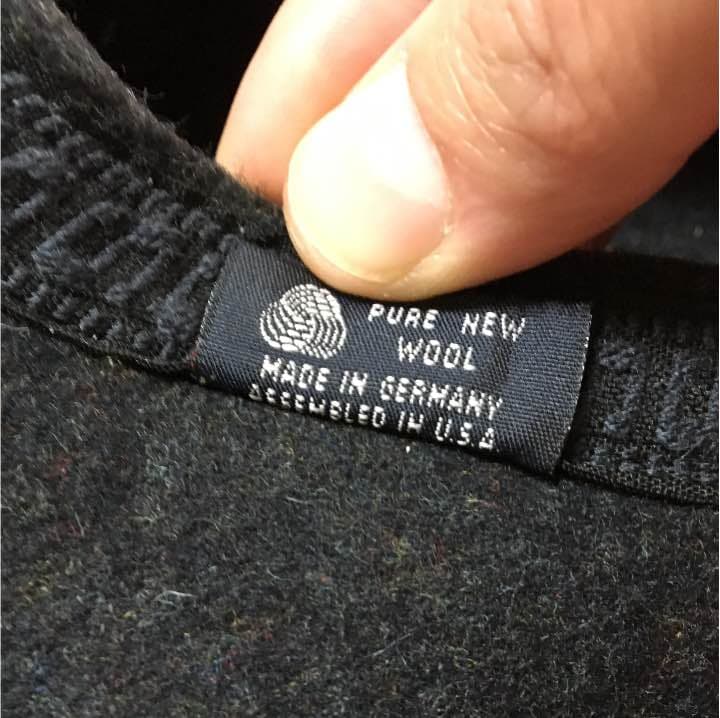 PURE NEW
WOOL
MADE IN GERMANY
ASSEMBLED IN U.S.A